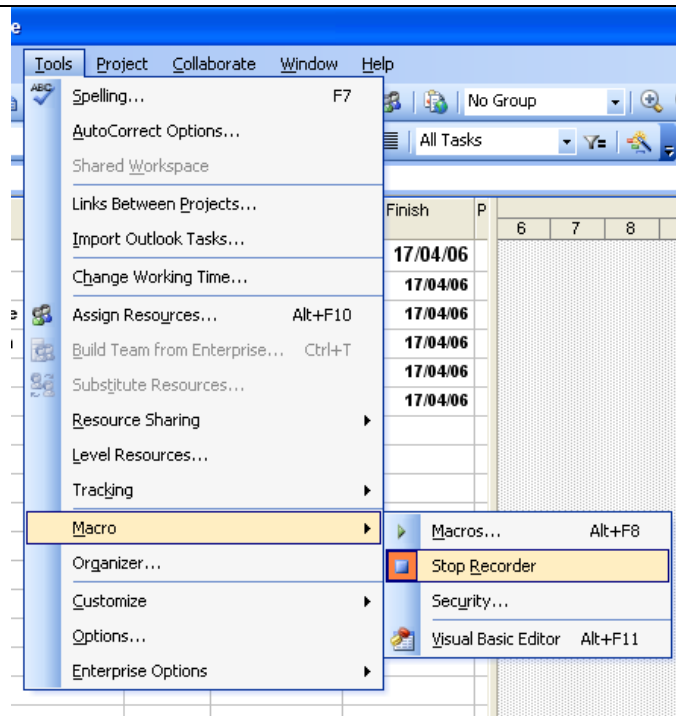 e
Tools Project Collaborate Window Help
ABC Spelling... F7
No Group
AutoCorrect Options...
All Tasks
Y=
Shared Workspace
Links Between Projects...
Finish P
6 7 8
Import Outlook Tasks...
17/04/06
Change Working Time...
17/04/06
e Assign Resources... Alt+F10
17/04/06
Build Team from Enterprise... Ctrl+T
17/04/06
Substitute Resources...
17/04/06
17/04/06
Resource Sharing
Level Resources...
Tracking
Macro
Macros... Alt+F8
Organizer...
Stop Recorder
Customize
Security...
Options...
Visual Basic Editor Alt+F11
Enterprise Options